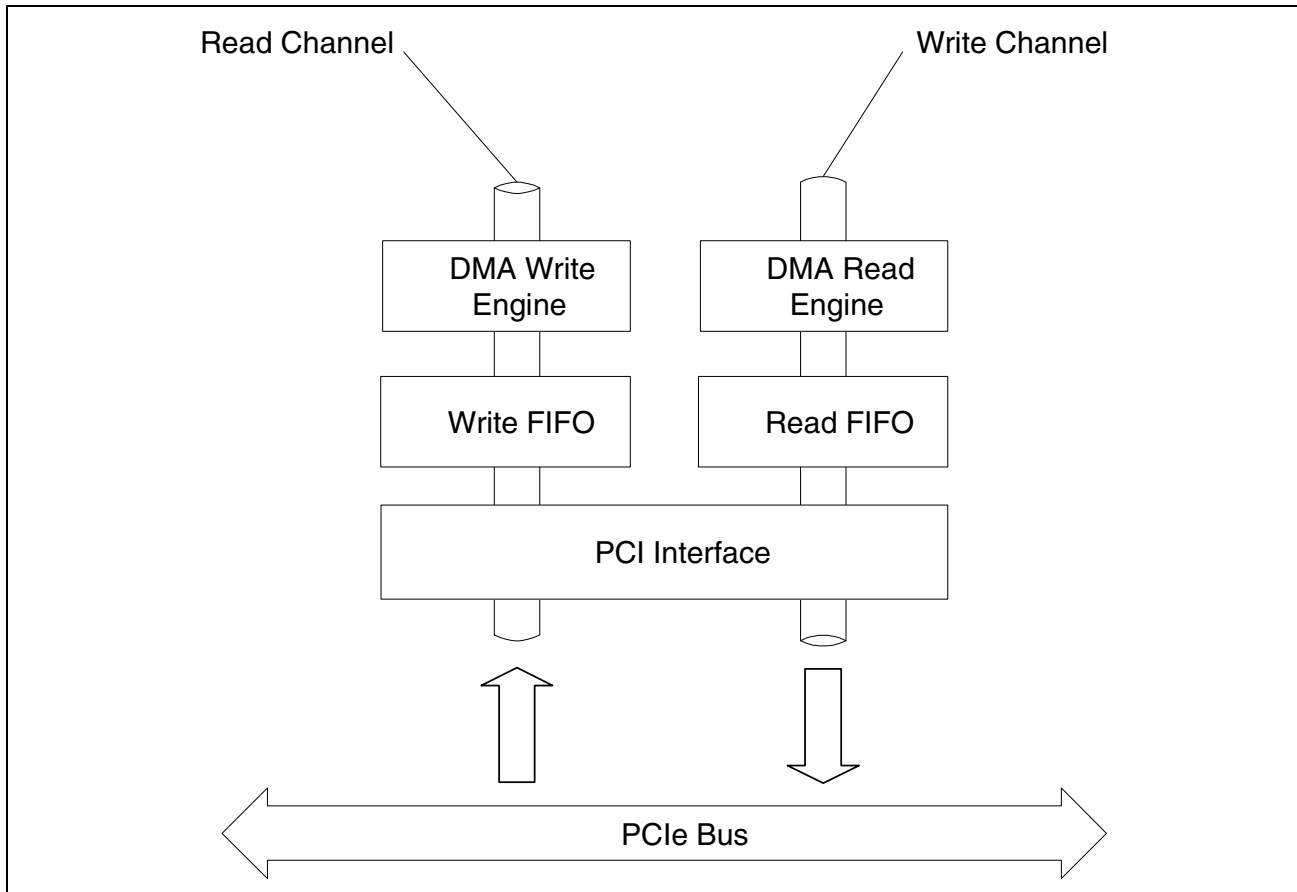 Read Channel
Write Channel
DMA Write
Engine
DMA Read
Engine
Write FIFO
Read FIFO
PCI Interface
PCIe Bus